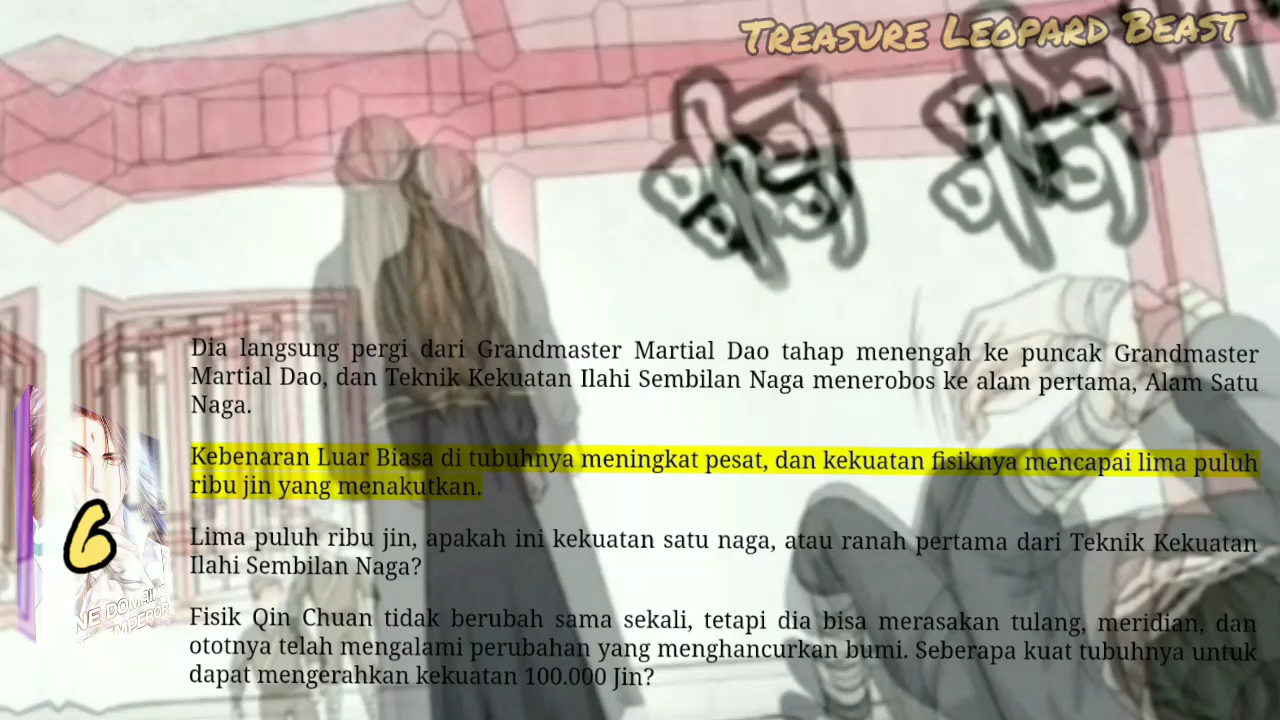 TREASURE LEOPARD BEAST
Dia langsung pergi dari Grandmaster Martial Dao tahap menengah ke puncak Grandmaster
Martial Dao, dan Teknik Kekuatan Ilahi Sembilan Naga menerobos ke alam pertama, Alam Satu
Naga.
Kebenaran Luar Biasa di tubuhnya meningkat pesat, dan kekuatan fisiknya mencapai lima puluh
ribu jin yang menakutkan.
Lima puluh ribu jin, apakah ini kekuatan satu naga, atau ranah pertama dari Teknik Kekuatan
Ilahi Sembilan Naga?
Fisik Qin Chuan tidak berubah sama sekali, tetapi dia bisa merasakan tulang, meridian, dan
ototnya telah mengalami perubahan yang menghancurkan bumi. Seberapa kuat tubuhnya untuk
dapat mengerahkan kekuatan 100.000 Jin?
6
NE DOMAIN
EMPEROR